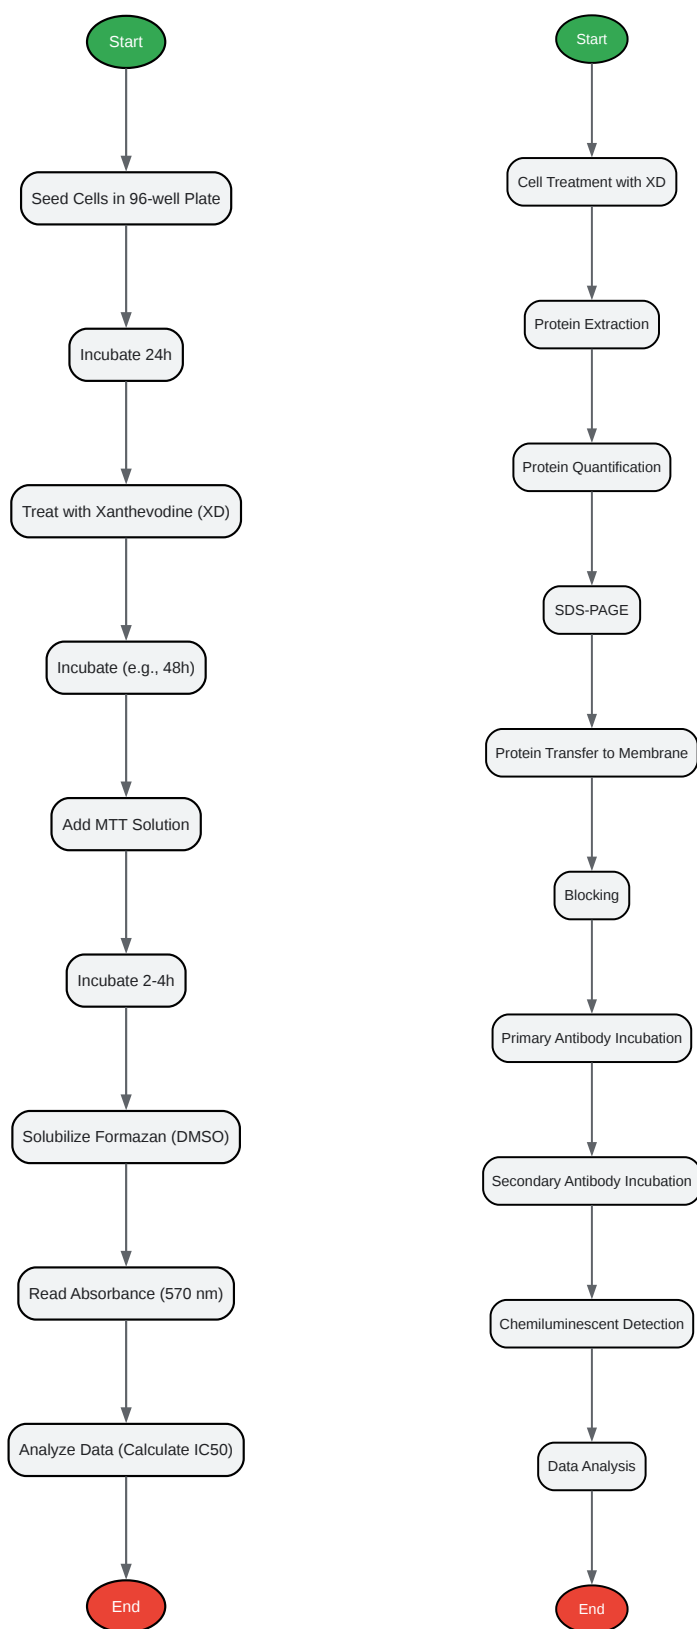 Start
Seed Cells in 96-well Plate
Incubate 24h
Treat with Xanthevodine (XD)
Incubate (e.g., 48h)
Add MTT Solution
Incubate 2-4h
Solubilize Formazan (DMSO)
Read Absorbance (570 nm)
Analyze Data (Calculate IC50)
End
Start
Cell Treatment with XD
Protein Extraction
Protein Quantification
SDS-PAGE
Protein Transfer to Membrane
Blocking
Primary Antibody Incubation
Secondary Antibody Incubation
Chemiluminescent Detection
Data Analysis
End